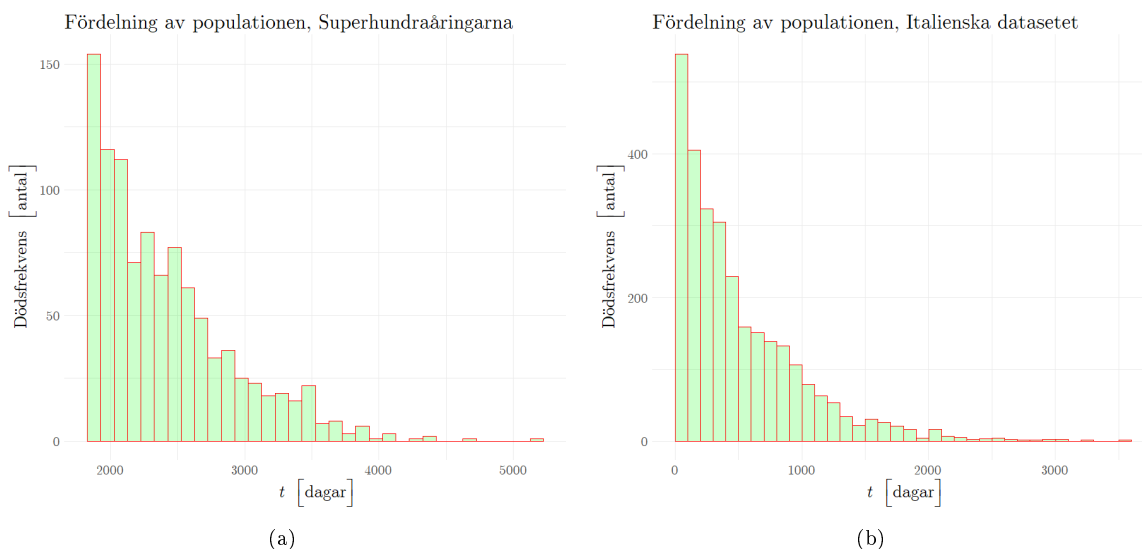 Fördelning av populationen, Superhundraåringarna
150
100
50
0
Dödsfrekvens [antal]
2000 3000 4000 5000
t [dagar]
(a)
Fördelning av populationen, Italienska datasetet
400
200
0
Dödsfrekvens [antal]
0 1000 2000 3000
t [dagar]
(b)